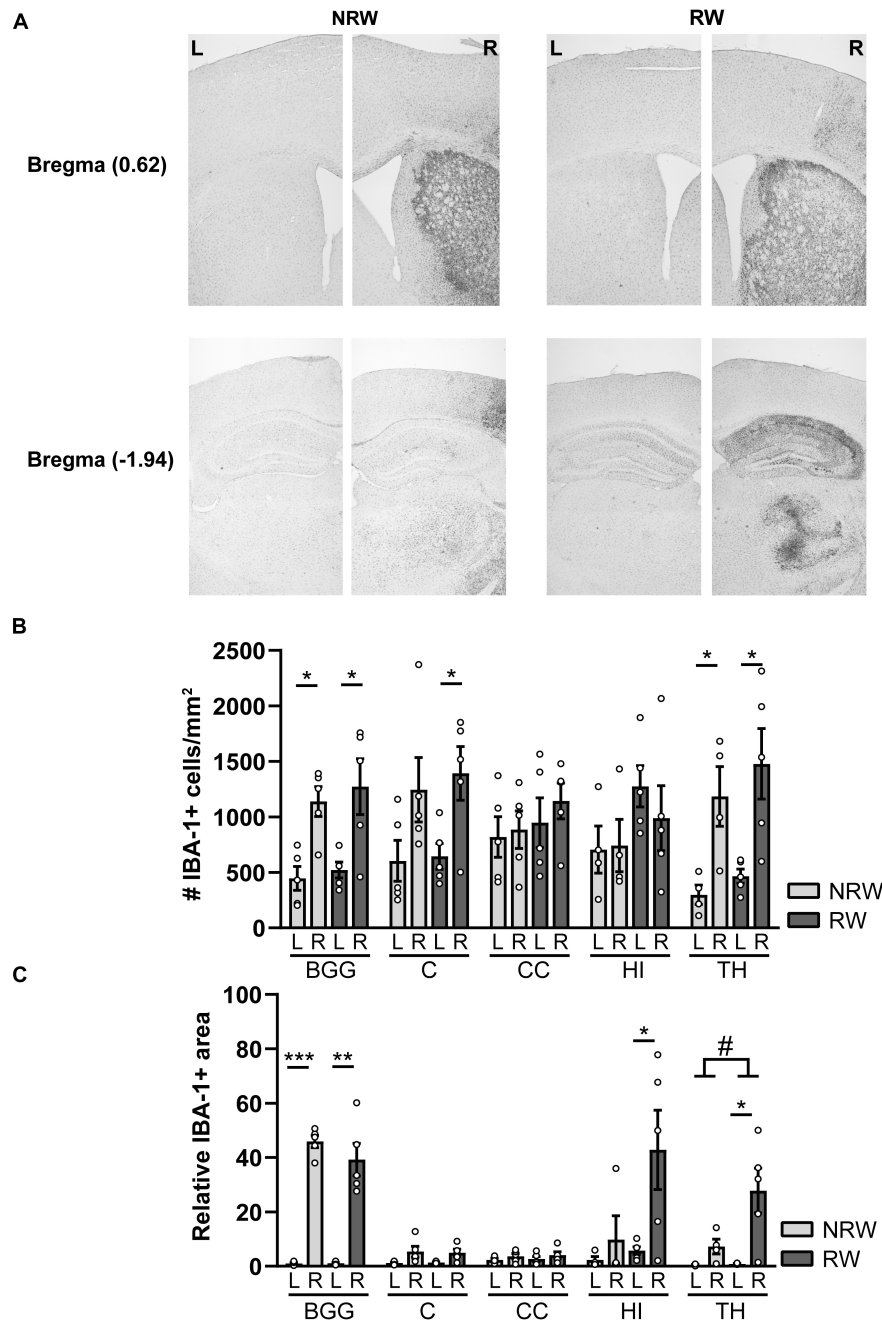 A
NRW
RW
L
R
L
R
Bregma (0.62)
Bregma (-1.94)
B
# IBA-1+ cells/mm²
2500
2000
1500
1000
500
0
* * * * *
L R L R L R L R L R L R L R L R L R L R
BGG C CC HI TH
NRW
RW
C
Relative IBA-1+ area
100
80
60
40
20
0
*** ** * # *
L R L R L R L R L R L R L R L R L R L R
BGG C CC HI TH
NRW
RW